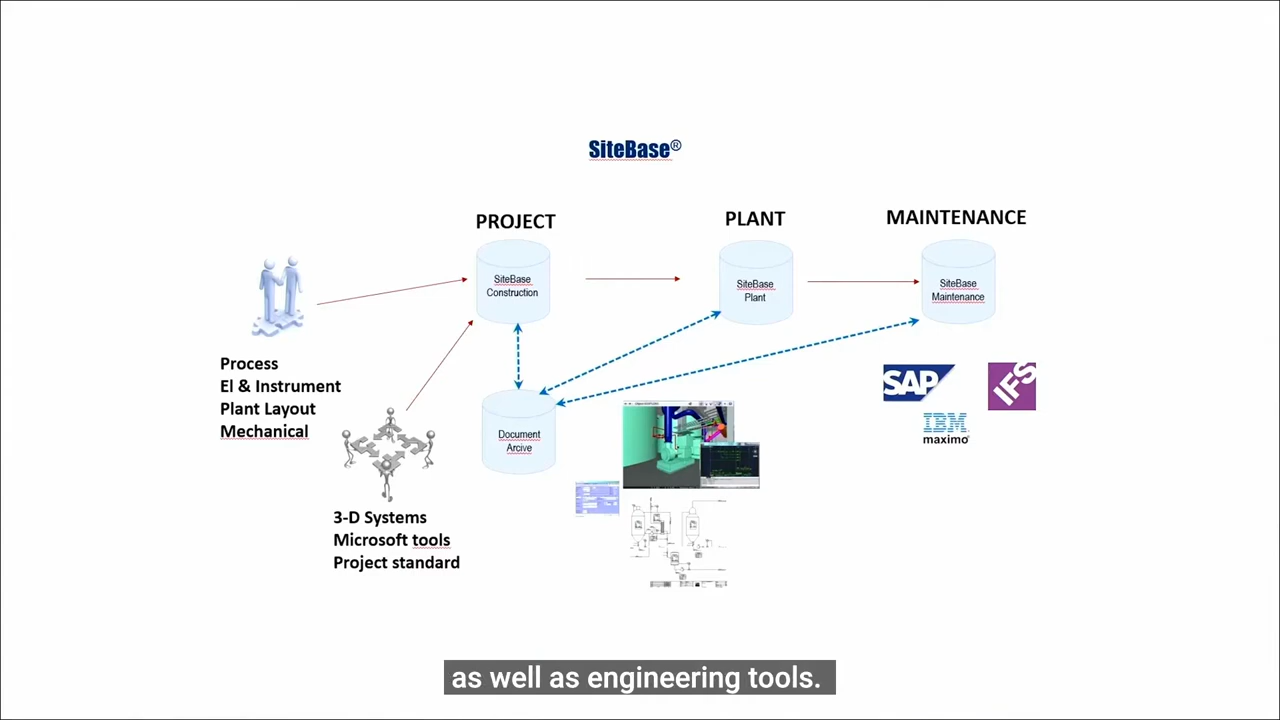 SiteBase®
PROJECT
PLANT
MAINTENANCE
SiteBase
Construction
SiteBase
Plant
SiteBase
Maintenance
Process
El & Instrument
Plant Layout
Mechanical
SAP
IFS
IBM
maximo
Document
Arcive
3-D Systems
Microsoft tools
Project standard
as well as engineering tools.